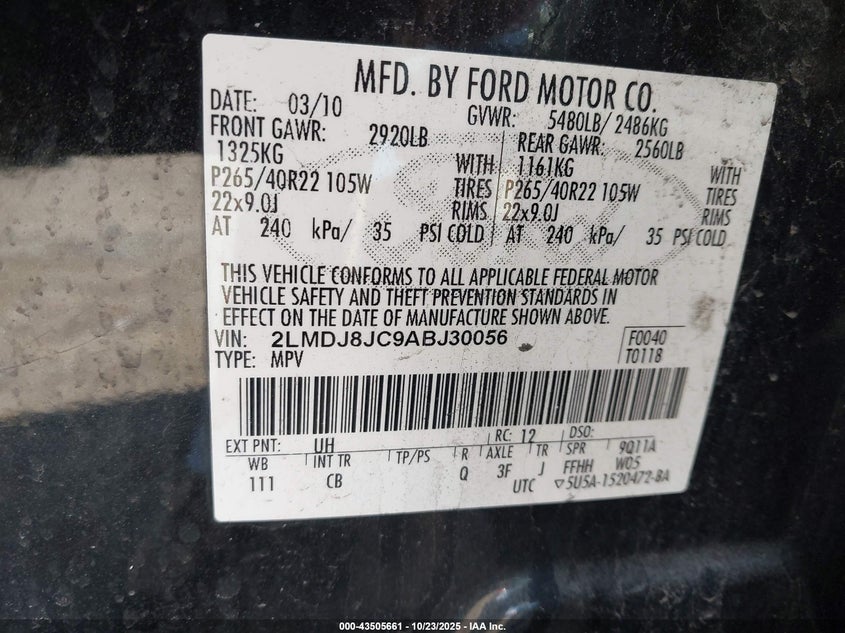 MFD. BY FORD MOTOR CO.
DATE: 03/10 GVWR: 5480LB/ 2486KG
FRONT GAWR: 2920LB REAR GAWR: 2560LB
1325KG WITH 1161KG WITH
P265/40R22 105W TIRES P265/40R22 105W TIRES
22x9.0J RIMS 22x9.0J RIMS
AT 240 kPa/ 35 PSI COLD AT 240 kPa/ 35 PSI COLD
THIS VEHICLE CONFORMS TO ALL APPLICABLE FEDERAL MOTOR
VEHICLE SAFETY AND THEFT PREVENTION STANDARDS IN
EFFECT ON THE DATE OF MANUFACTURE SHOWN ABOVE.
VIN: 2LMDJ8JC9ABJ30056 F0040
TYPE: MPV T0118
EXT PNT: UH RC: 12 DSO:
WB INT TR TP/PS R AXLE TR SPR 9Q11A
111 CB Q 3F J FFHH W05
UTC ▽5U5A-1520472-BA
000-43505661 - 10/23/2025 - IAA Inc.